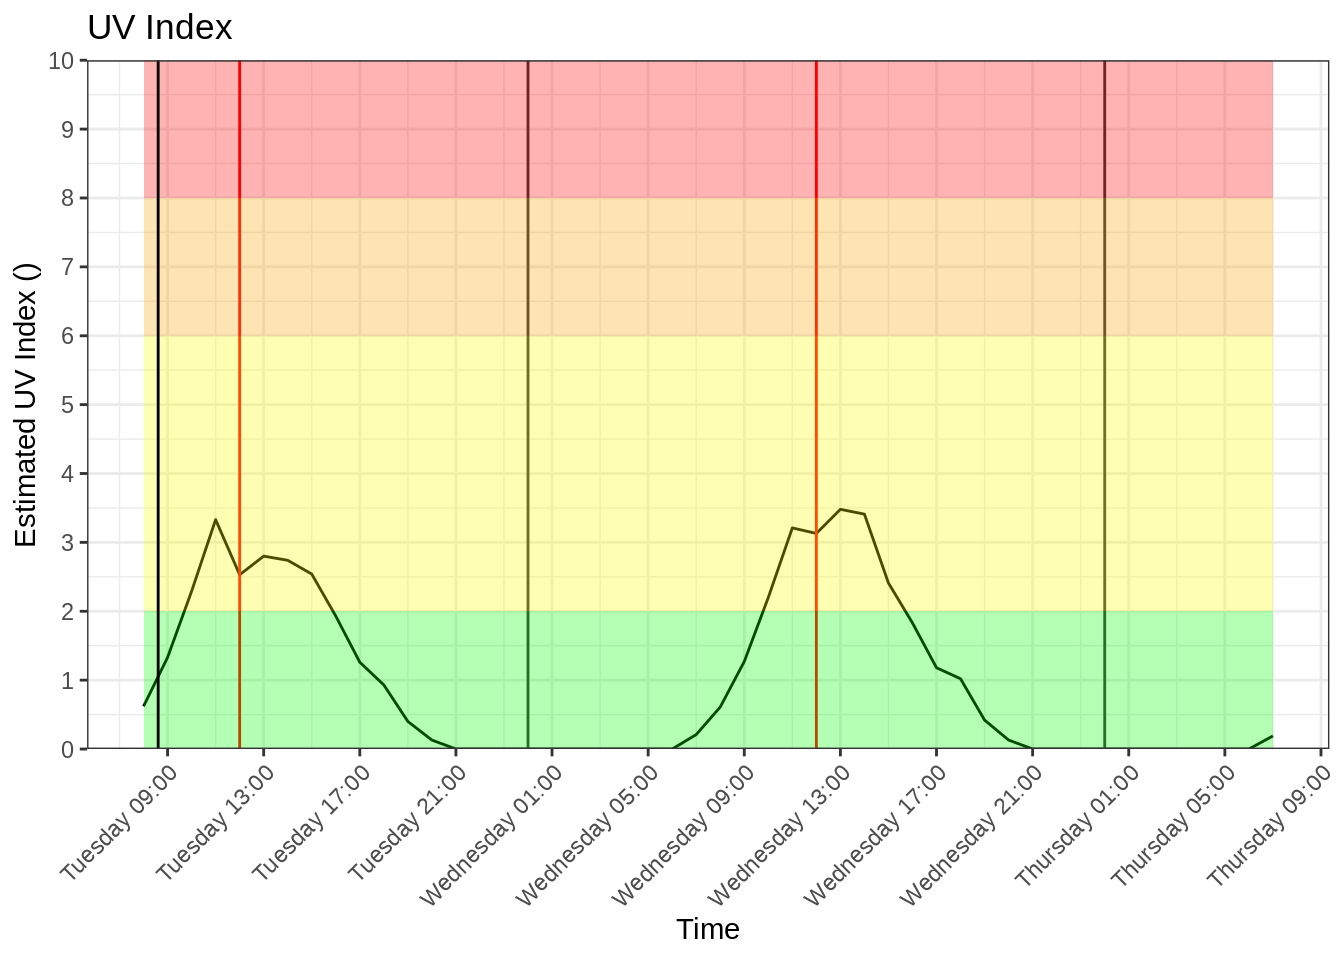 UV Index
Estimated UV Index ()
10
9
8
7
6
5
4
3
2
1
0
Tuesday 09:00
Tuesday 13:00
Tuesday 17:00
Tuesday 21:00
Wednesday 01:00
Wednesday 05:00
Wednesday 09:00
Wednesday 13:00
Wednesday 17:00
Wednesday 21:00
Thursday 01:00
Thursday 05:00
Thursday 09:00
Time